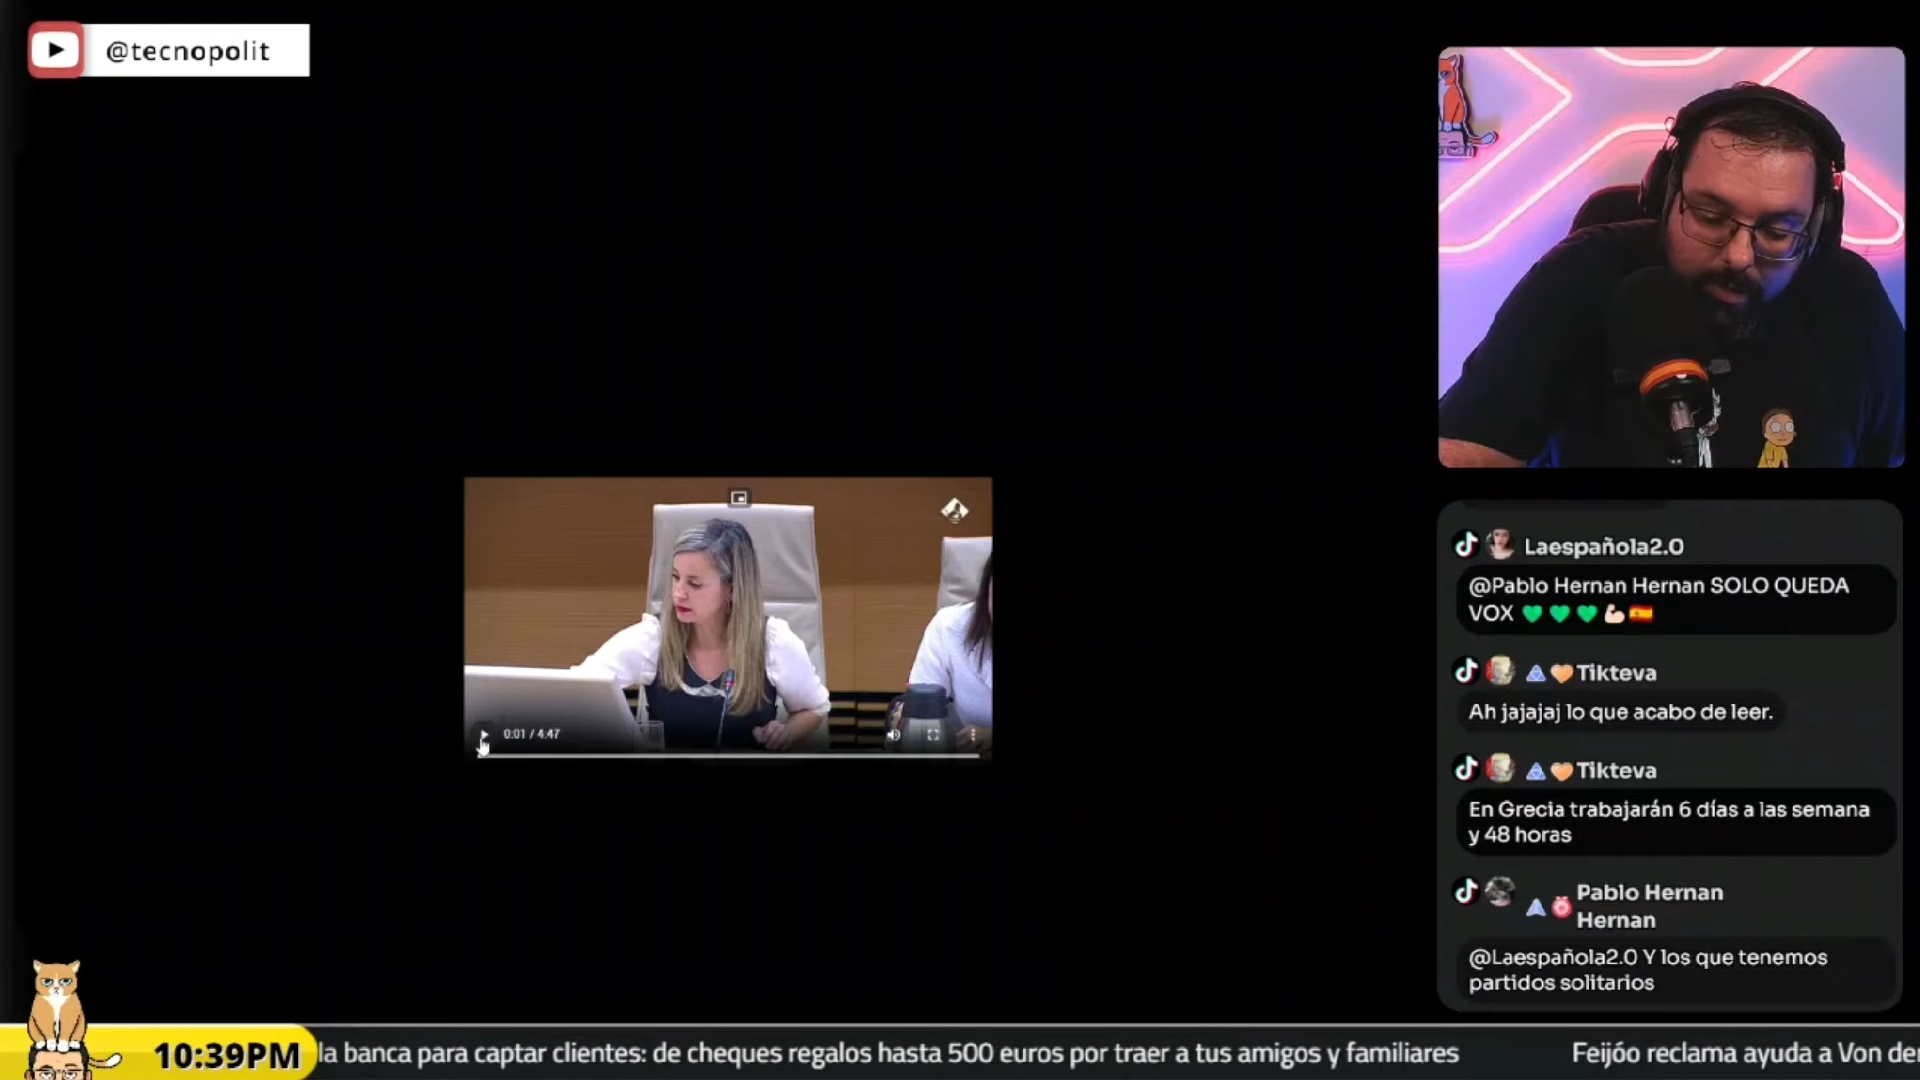 @tecnopolit
0:01 / 4:47
Laespañola2.0
@Pablo Hernan Hernan SOLO QUEDA
VOX 💚 💚 💚 💪🏻 🇪🇸
Tikteva
Ah jajajaj lo que acabo de leer.
Tikteva
En Grecia trabajarán 6 días a las semana
y 48 horas
Pablo Hernan
Hernan
@Laespañola2.0 Y los que tenemos
partidos solitarios
10:39PM
la banca para captar clientes: de cheques regalos hasta 500 euros por traer a tus amigos y familiares
Feijóo reclama ayuda a Von der